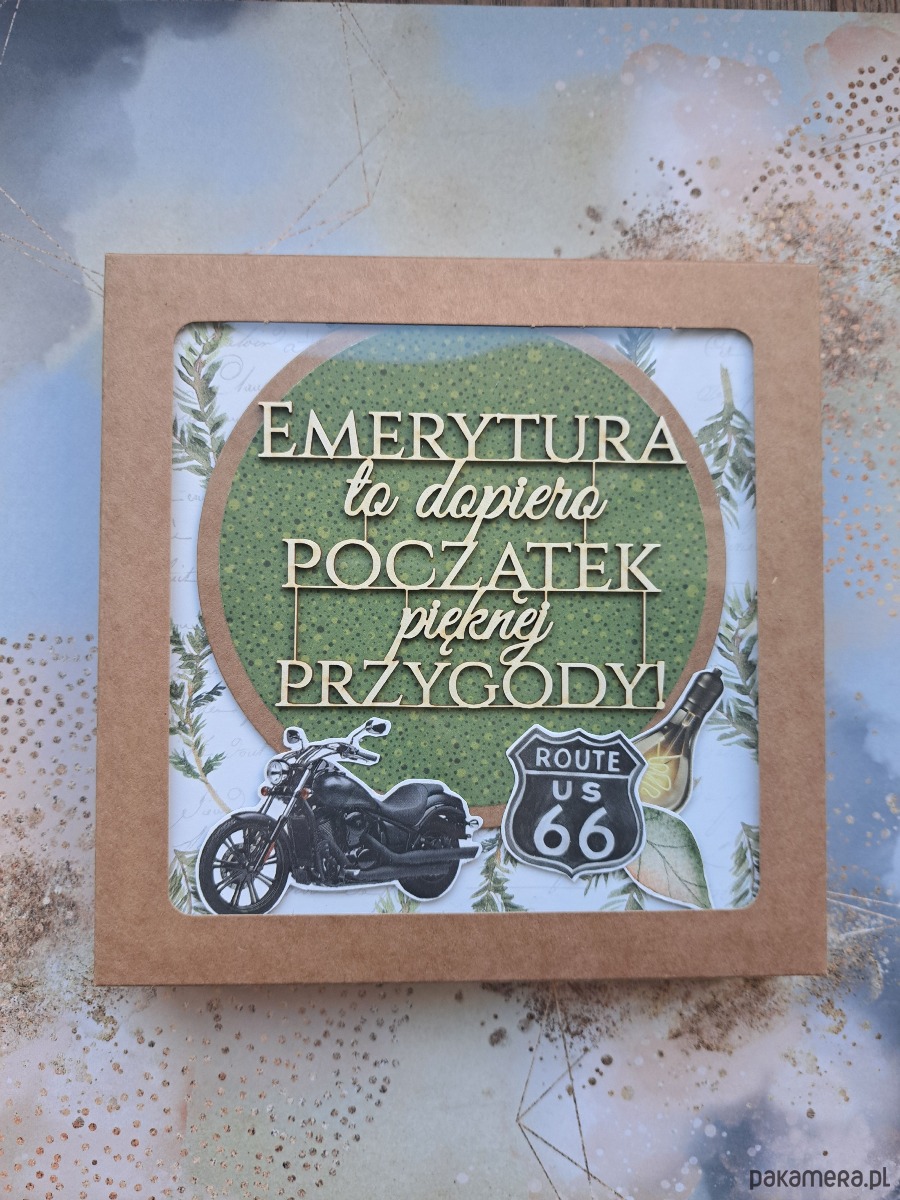 EMERYTURA
to dopiero
POCZĄTEK
pięknej
PRZYGODY!
ROUTE
US
66
pakamera.pl